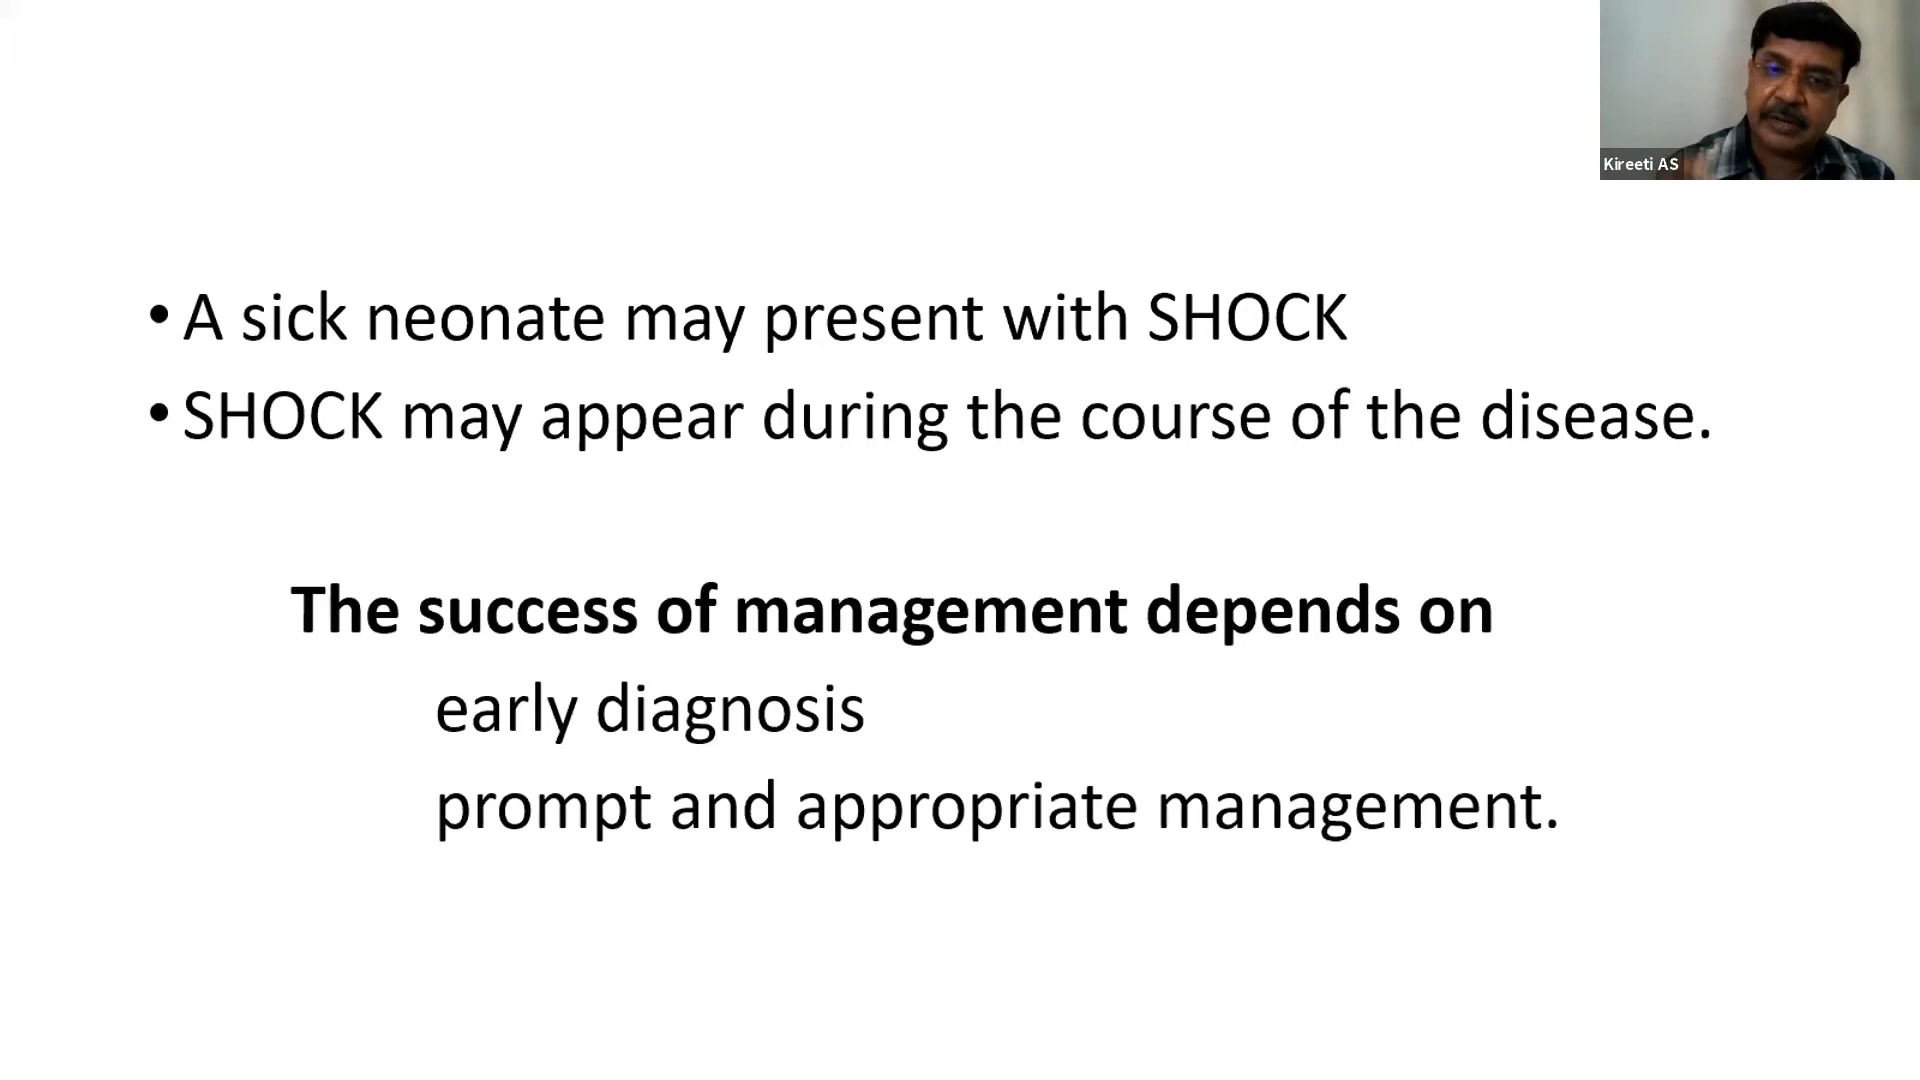 Kireeti AS
• A sick neonate may present with SHOCK
• SHOCK may appear during the course of the disease.
The success of management depends on
early diagnosis
prompt and appropriate management.